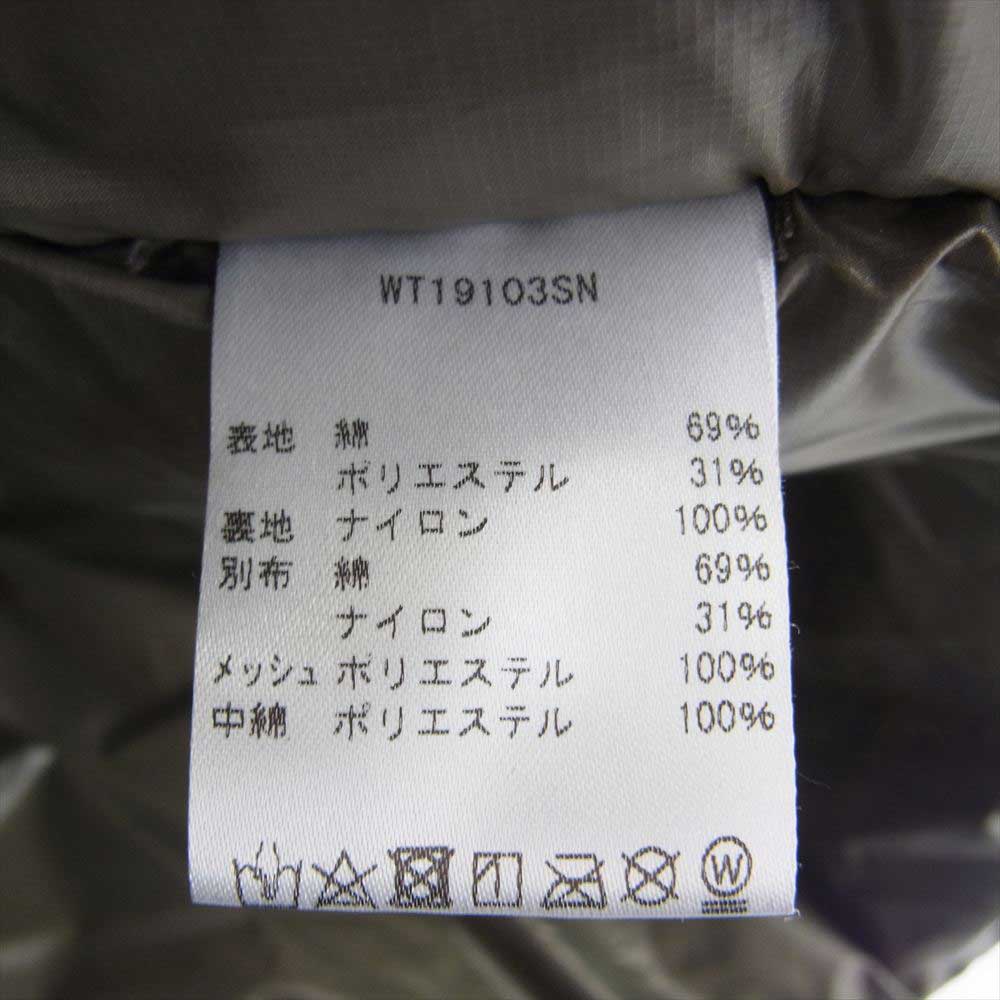 WT19103SN
表地 綿 69%
ポリエステル 31%
裏地 ナイロン 100%
別布 綿 69%
ナイロン 31%
メッシュ ポリエステル 100%
中綿 ポリエステル 100%
W